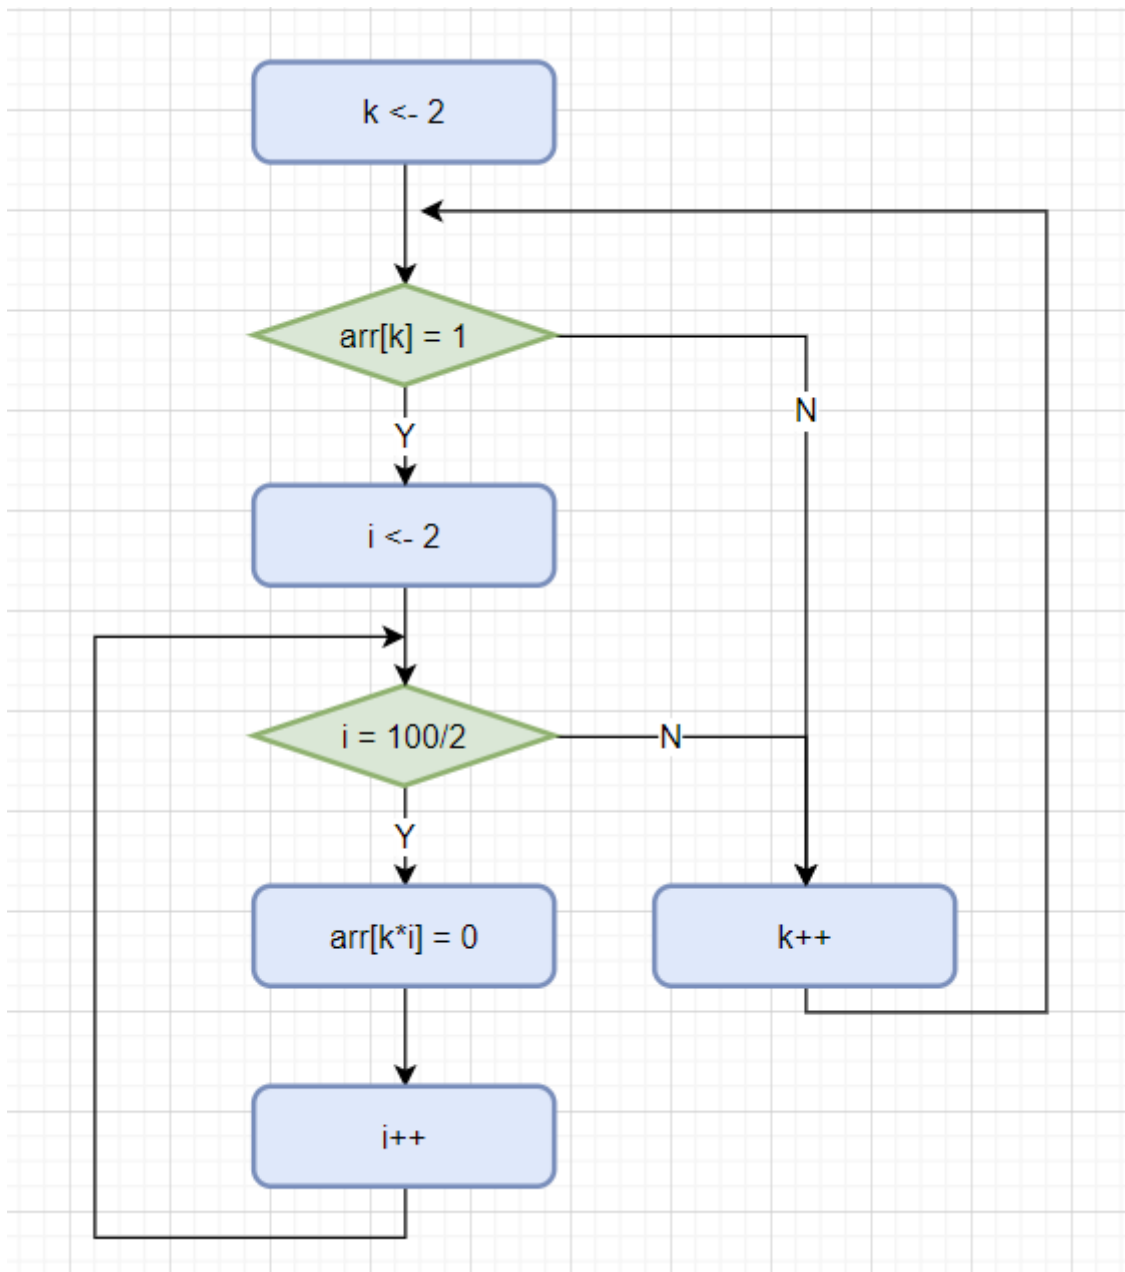 k <- 2
arr[k] = 1
N
Y
i <- 2
i = 100/2
N
Y
arr[k*i] = 0
k++
i++